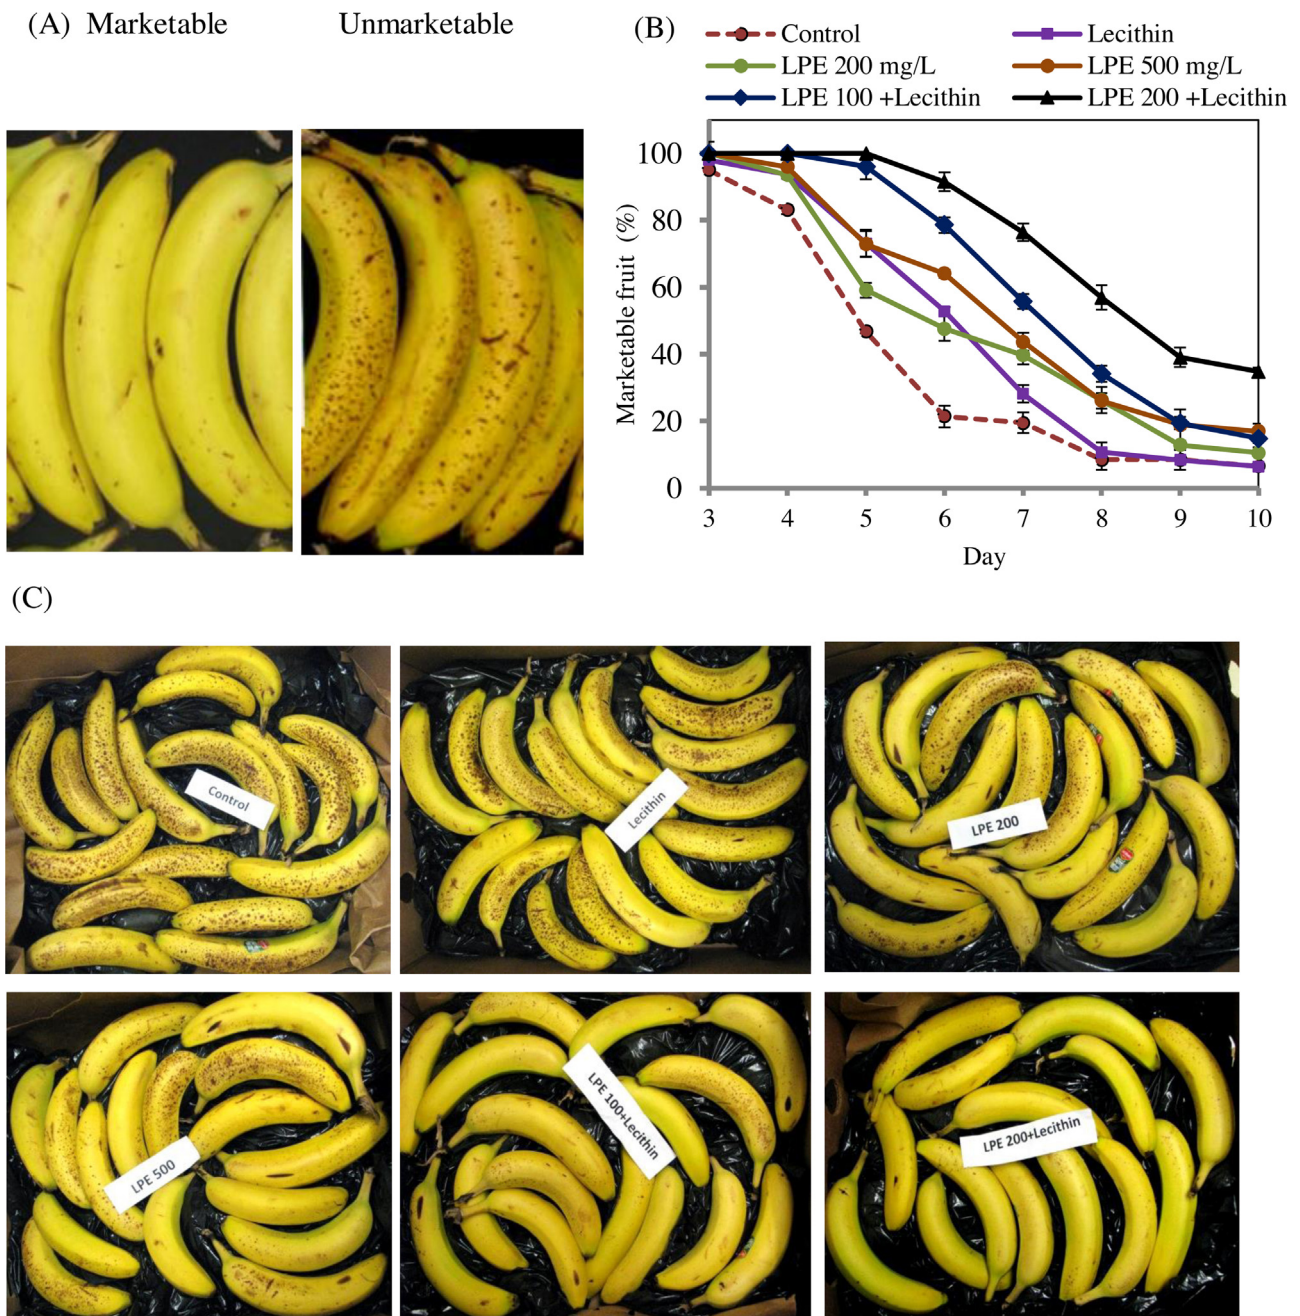 (A) Marketable Unmarketable
(B)
Control Lecithin
LPE 200 mg/L LPE 500 mg/L
LPE 100 +Lecithin LPE 200 +Lecithin
Marketable fruit (%)
100
80
60
40
20
0
3 4 5 6 7 8 9 10
Day
(C)
Control
Lecithin
LPE 200
LPE 500
LPE 100+Lecithin
LPE 200+Lecithin